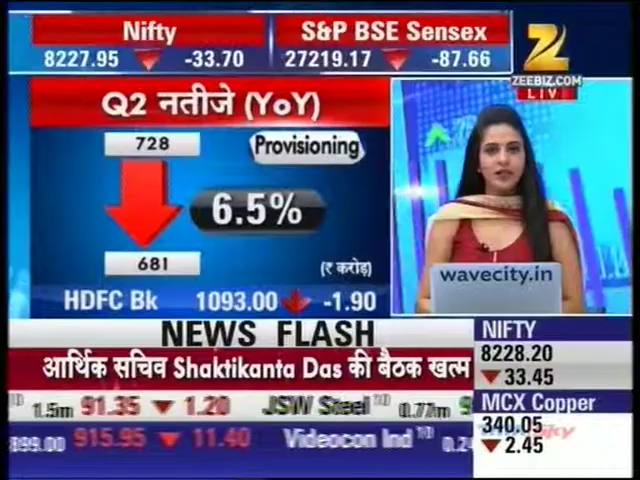 Nifty
8227.95 -33.70
S&P BSE Sensex
27219.17 -87.66
ZEEBIZ.COM
LIVE
Q2 नतीजे (YoY)
728
Provisioning
6.5%
681
(₹ करोड़)
HDFC Bk 1093.00 -1.90
wavecity.in
NEWS FLASH
आर्थिक सचिव Shaktikanta Das की बैठक खत्म
NIFTY
8228.20
33.45
MCX Copper
340.05
2.45
1.5m 91.35 1.20 JSW Steel 0.77m
899.00 915.95 11.40 Videocon Ind